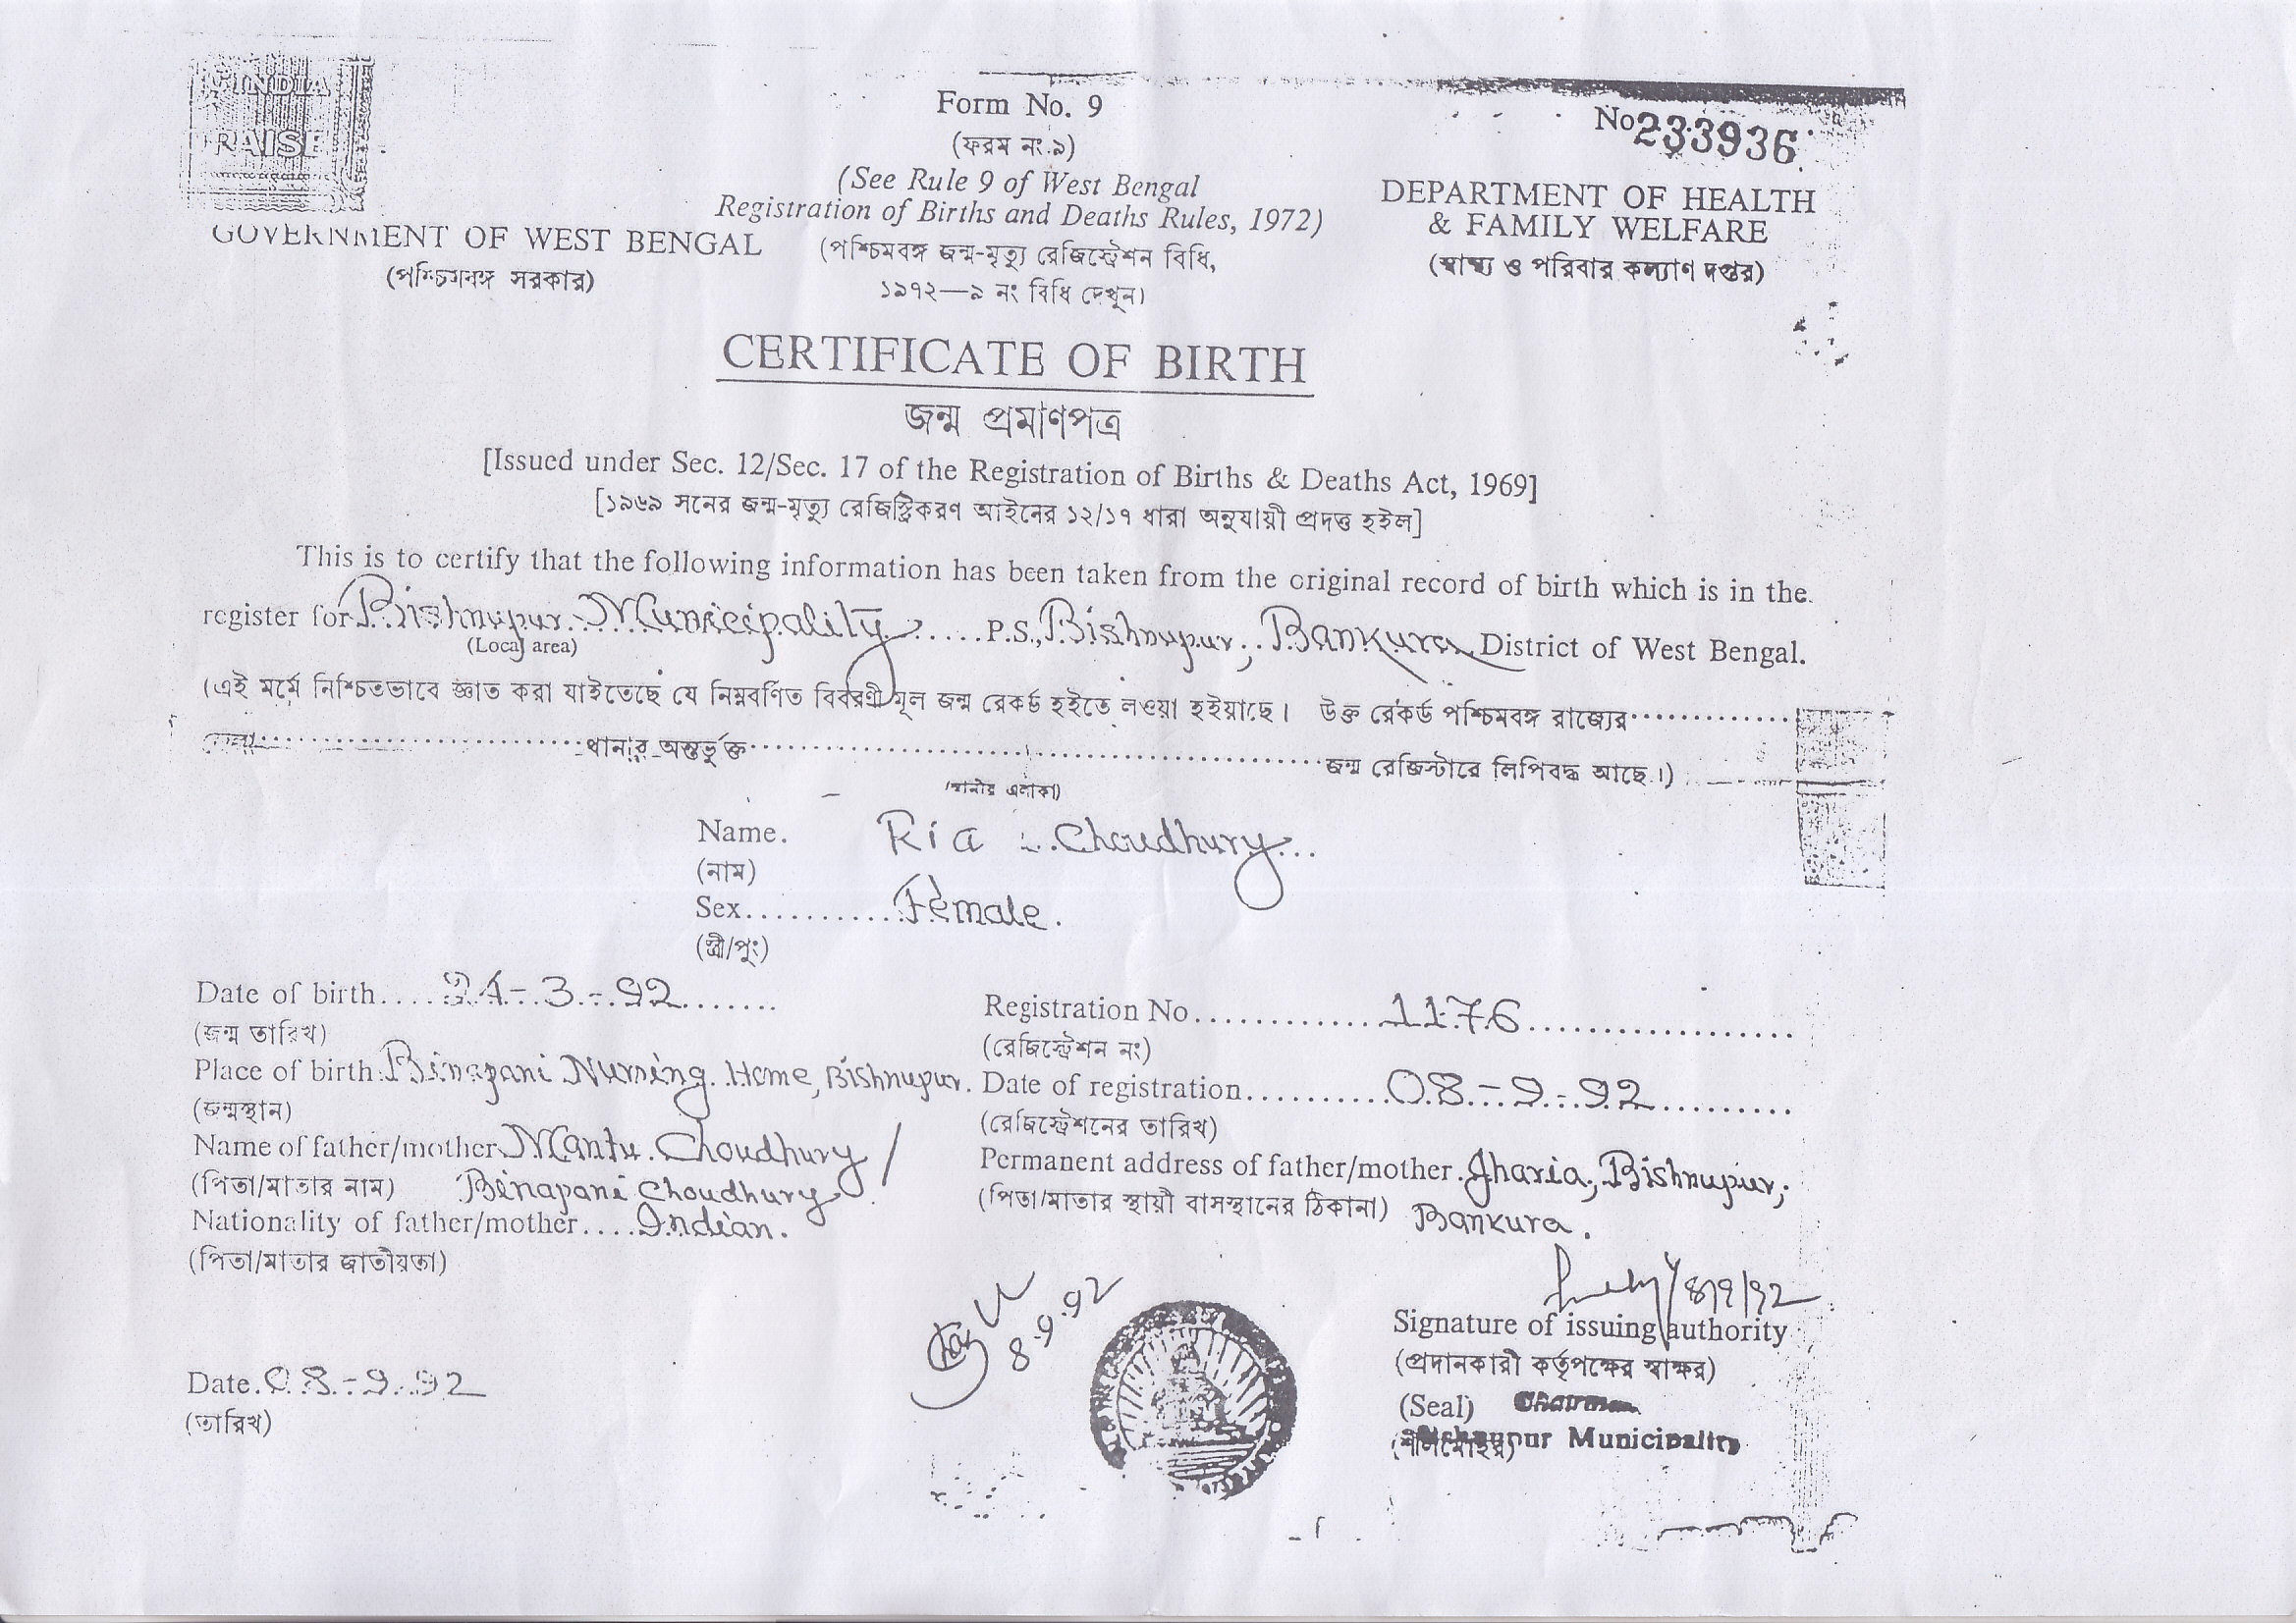 INDIA
RAISE
Form No. 9
(ফরম নং ৯)
No 233936
(See Rule 9 of West Bengal
Registration of Births and Deaths Rules, 1972)
(পশ্চিমবঙ্গ জন্ম-মৃত্যু রেজিস্ট্রেশন বিধি,
১৯৭২—৯ নং বিধি দেখুন।
GOVERNMENT OF WEST BENGAL
(পশ্চিমবঙ্গ সরকার)
DEPARTMENT OF HEALTH
& FAMILY WELFARE
(স্বাস্থ্য ও পরিবার কল্যাণ দপ্তর)
CERTIFICATE OF BIRTH
জন্ম প্রমাণপত্র
[Issued under Sec. 12/Sec. 17 of the Registration of Births & Deaths Act, 1969]
[১৯৬৯ সনের জন্ম-মৃত্যু রেজিস্ট্রিকরণ আইনের ১২/১৭ ধারা অনুযায়ী প্রদত্ত হইল]
This is to certify that the following information has been taken from the original record of birth which is in the.
register for Bishnupur Municipality ..... P.S., Bishnupur, Bankura District of West Bengal.
(Local area)
(এই মর্মে নিশ্চিতভাবে জ্ঞাত করা যাইতেছে যে নিম্নবর্ণিত বিবরণী মূল জন্ম রেকর্ড হইতে লওয়া হইয়াছে। উক্ত রেকর্ড পশ্চিমবঙ্গ রাজ্যের
জেলা থানার অন্তর্ভুক্ত জন্ম রেজিস্টারে লিপিবদ্ধ আছে।)
(স্থানীয় এলাকা)
Name. Ria Choudhury
(নাম)
Sex Female.
(স্ত্রী/পুং)
Date of birth 24-3-92
(জন্ম তারিখ)
Registration No 1176
(রেজিস্ট্রেশন নং)
Place of birth Binapani Nursing Home, Bishnupur.
(জন্মস্থান)
Date of registration 08-9-92
(রেজিস্ট্রেশনের তারিখ)
Name of father/mother Mantu Choudhury /
(পিতা/মাতার নাম) Binapani Choudhury
Permanent address of father/mother. Jharia, Bishnupur,
(পিতা/মাতার স্থায়ী বাসস্থানের ঠিকানা) Bankura.
Nationality of father/mother Indian.
(পিতা/মাতার জাতীয়তা)
8.9.92
8/9/92
Signature of issuing authority
(প্রদানকারী কর্তৃপক্ষের স্বাক্ষর)
Date. 08-9-92
(তারিখ)
(Seal) Chairman
(শীলমোহর) Bishnupur Municipality